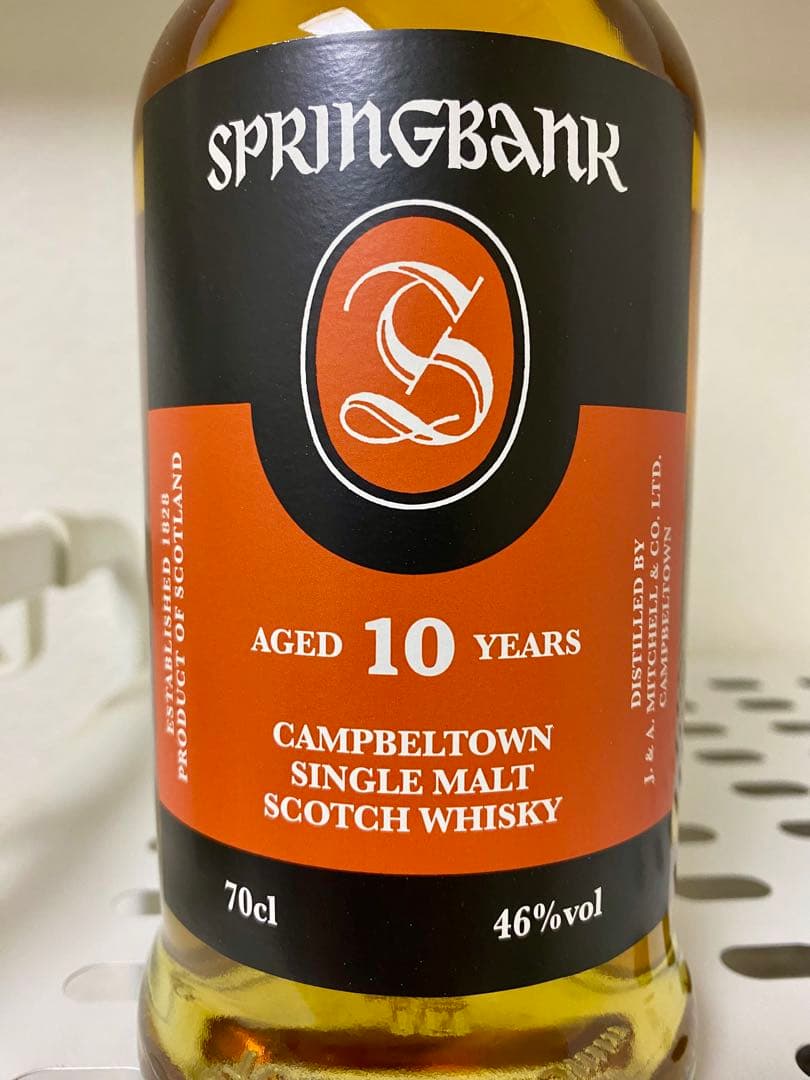 SPRINGBANK
S
ESTABLISHED 1828
PRODUCT OF SCOTLAND
AGED 10 YEARS
CAMPBELTOWN
SINGLE MALT
SCOTCH WHISKY
DISTILLED BY
J. & A. MITCHELL & CO. LTD.
CAMPBELTOWN
70cl
46%vol